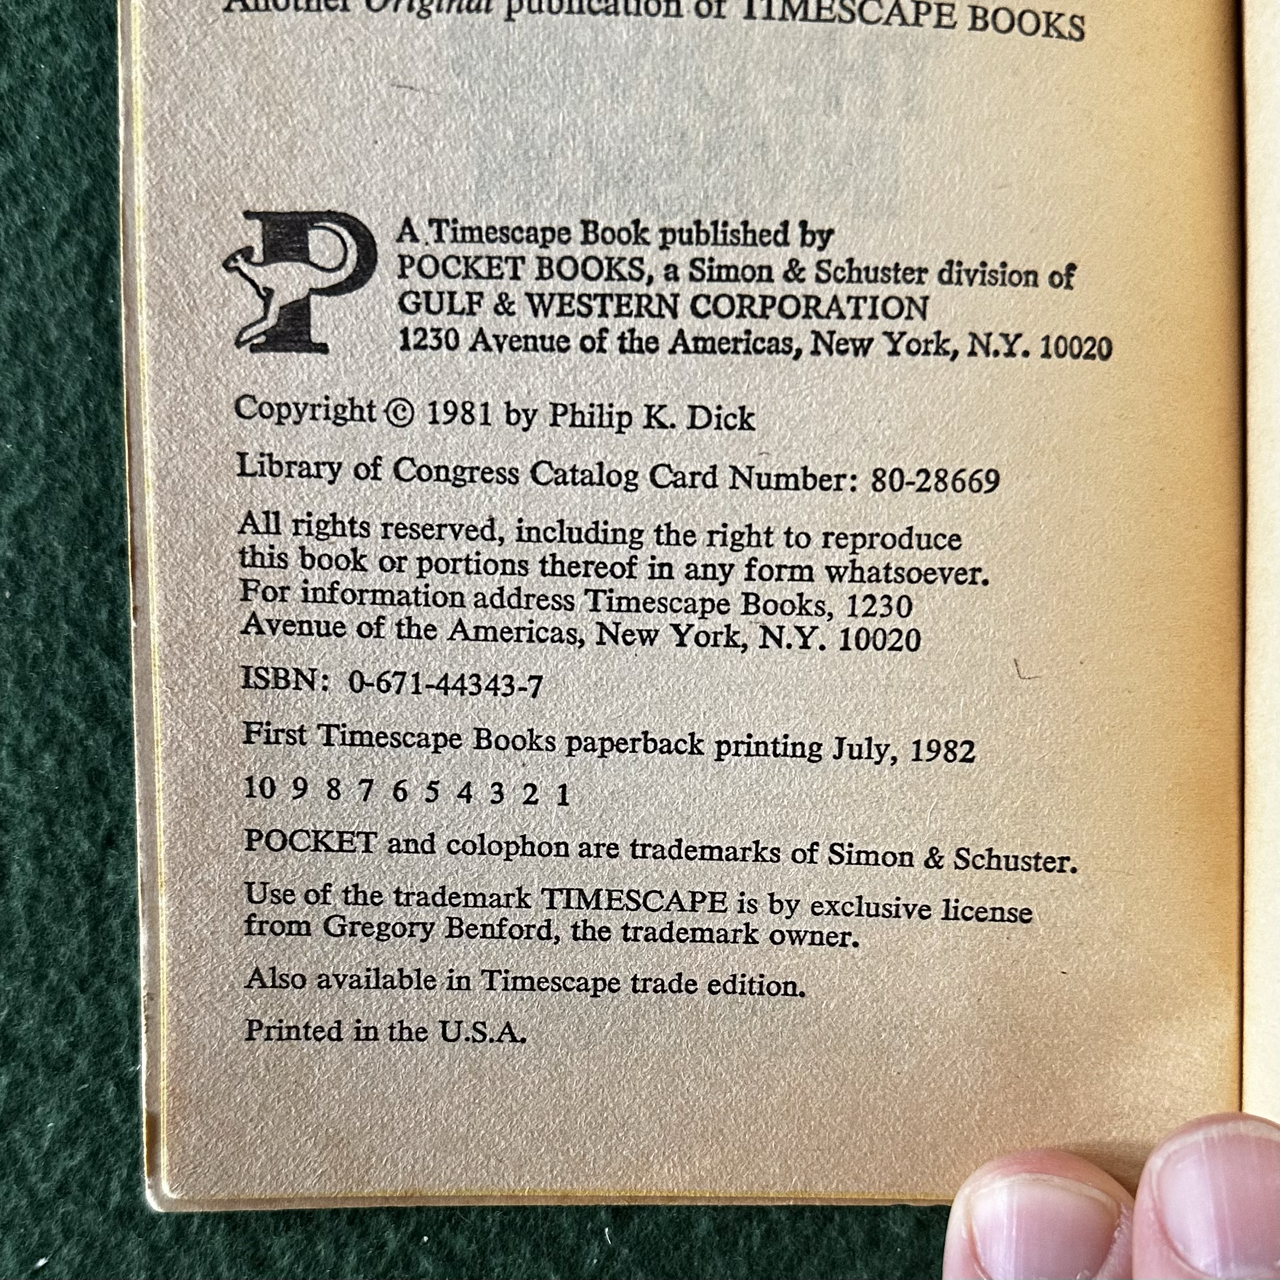 Another Original publication of TIMESCAPE BOOKS
P
A Timescape Book published by
POCKET BOOKS, a Simon & Schuster division of
GULF & WESTERN CORPORATION
1230 Avenue of the Americas, New York, N.Y. 10020
Copyright © 1981 by Philip K. Dick
Library of Congress Catalog Card Number: 80-28669
All rights reserved, including the right to reproduce
this book or portions thereof in any form whatsoever.
For information address Timescape Books, 1230
Avenue of the Americas, New York, N.Y. 10020
ISBN: 0-671-44343-7
First Timescape Books paperback printing July, 1982
10 9 8 7 6 5 4 3 2 1
POCKET and colophon are trademarks of Simon & Schuster.
Use of the trademark TIMESCAPE is by exclusive license
from Gregory Benford, the trademark owner.
Also available in Timescape trade edition.
Printed in the U.S.A.